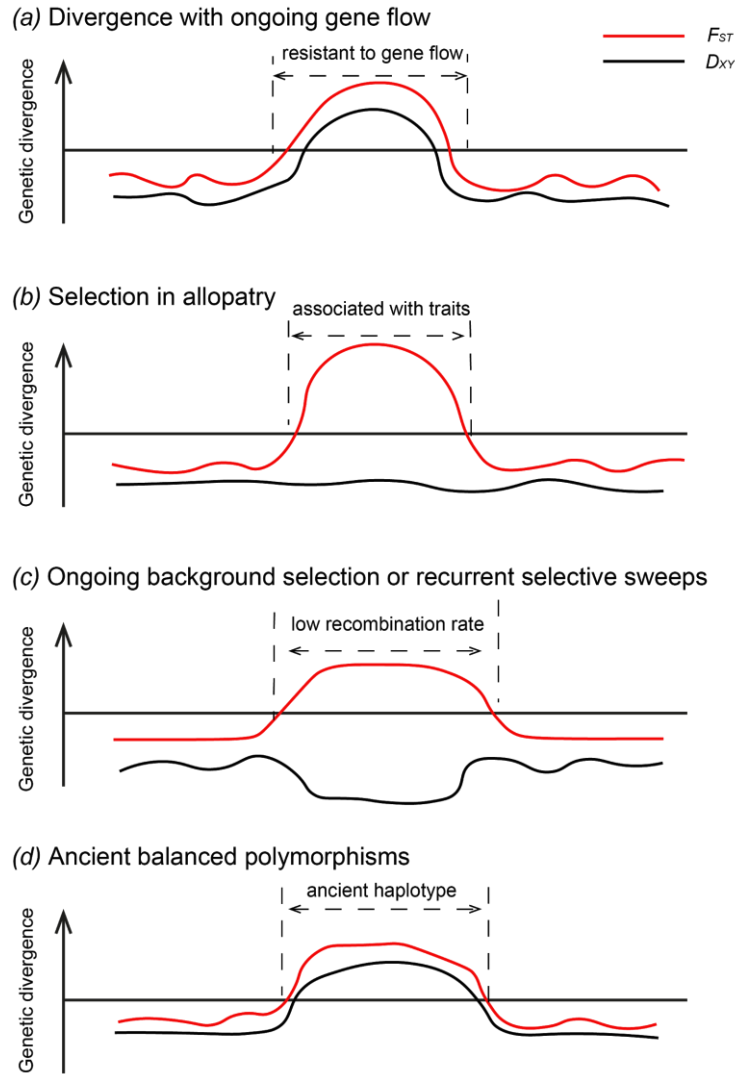 (a) Divergence with ongoing gene flow
resistant to gene flow
FST
DXY
Genetic divergence
(b) Selection in allopatry
associated with traits
Genetic divergence
(c) Ongoing background selection or recurrent selective sweeps
low recombination rate
Genetic divergence
(d) Ancient balanced polymorphisms
ancient haplotype
Genetic divergence